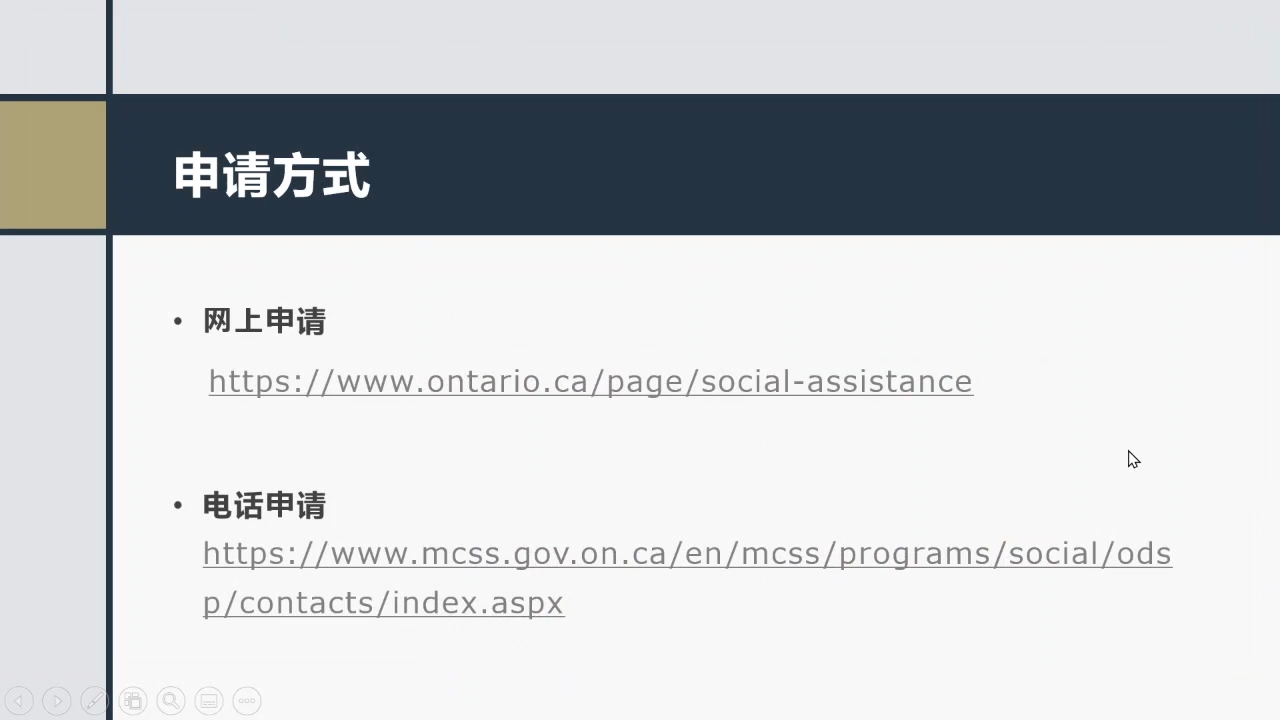 申请方式
• 网上申请
https://www.ontario.ca/page/social-assistance
• 电话申请
https://www.mcss.gov.on.ca/en/mcss/programs/social/ods
p/contacts/index.aspx